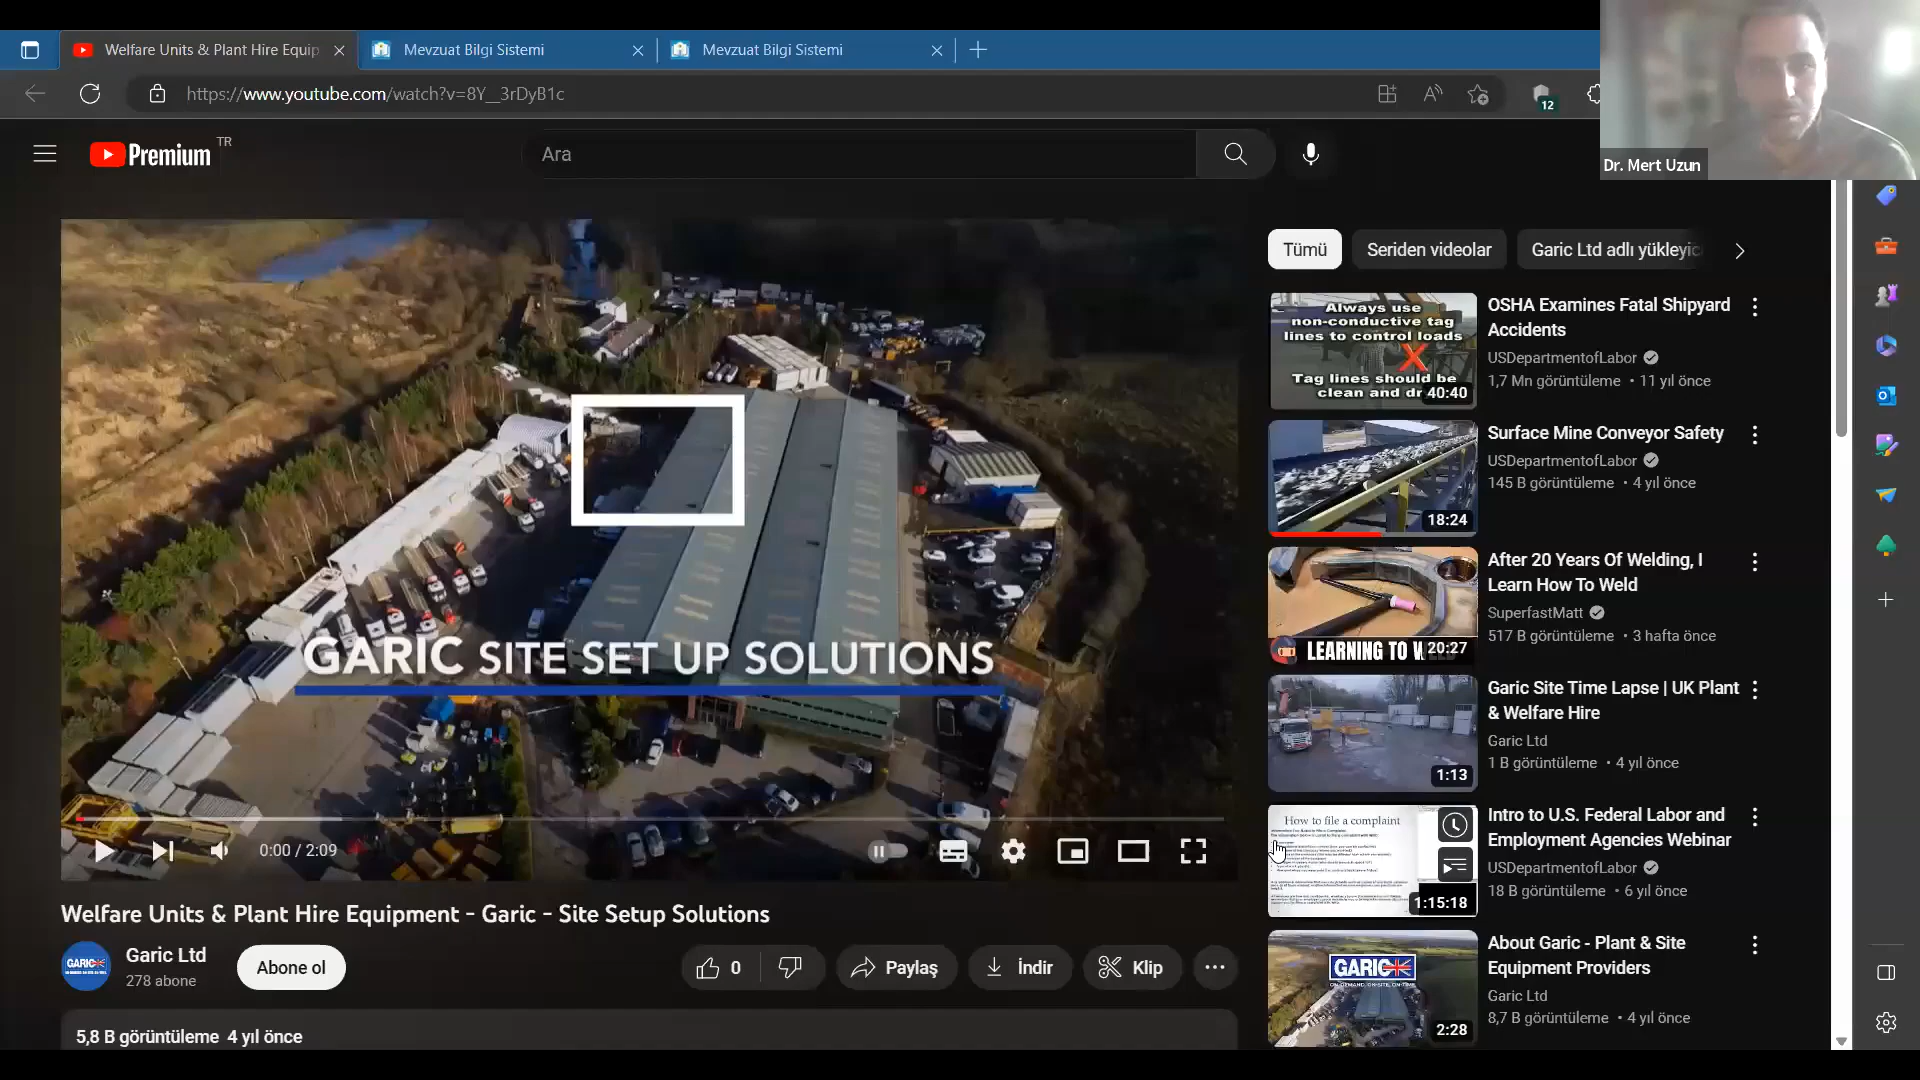 Welfare Units & Plant Hire Equip
Mevzuat Bilgi Sistemi
Mevzuat Bilgi Sistemi
https://www.youtube.com/watch?v=8Y__3rDyB1c
12
Dr. Mert Uzun
Premium TR
Ara
GARIC SITE SET UP SOLUTIONS
0:00 / 2:09
Welfare Units & Plant Hire Equipment - Garic - Site Setup Solutions
GARIC
Garic Ltd
278 abone
Abone ol
0
Paylaş
İndir
Klip
5,8 B görüntüleme 4 yıl önce
Tümü
Seriden videolar
Garic Ltd adlı yükleyic
Always use
non-conductive tag
lines to control loads
Tag lines should be
clean and dr
40:40
OSHA Examines Fatal Shipyard
Accidents
USDepartmentofLabor
1,7 Mn görüntüleme • 11 yıl önce
18:24
Surface Mine Conveyor Safety
USDepartmentofLabor
145 B görüntüleme • 4 yıl önce
LEARNING TO W
20:27
After 20 Years Of Welding, I
Learn How To Weld
SuperfastMatt
517 B görüntüleme • 3 hafta önce
1:13
Garic Site Time Lapse | UK Plant
& Welfare Hire
Garic Ltd
1 B görüntüleme • 4 yıl önce
How to file a complaint
1:15:18
Intro to U.S. Federal Labor and
Employment Agencies Webinar
USDepartmentofLabor
18 B görüntüleme • 6 yıl önce
GARIC
ON-DEMAND, ON-SITE, ON-TIME.
2:28
About Garic - Plant & Site
Equipment Providers
Garic Ltd
8,7 B görüntüleme • 4 yıl önce